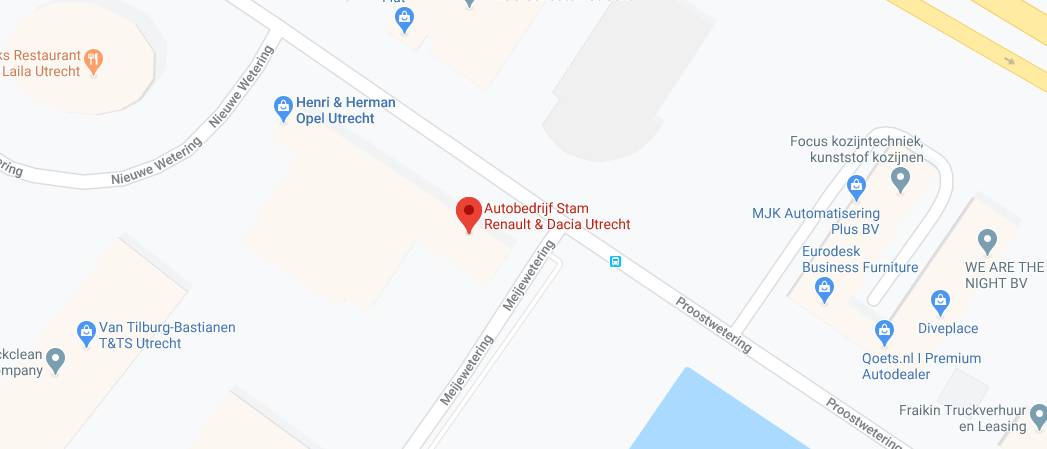 ks Restaurant
Laila Utrecht
Nieuwe Wetering
Nieuwe Wetering
Henri & Herman
Opel Utrecht
Autobedrijf Stam
Renault & Dacia Utrecht
Focus kozijntechniek,
kunststof kozijnen
MJK Automatisering
Plus BV
Eurodesk
Business Furniture
WE ARE THE
NIGHT BV
Diveplace
Qoets.nl l Premium
Autodealer
Fraikin Truckverhuur
en Leasing
Meijewetering
Meijewetering
Proostwetering
Proostwetering
Van Tilburg-Bastianen
T&TS Utrecht
ckclean
mpany
ering